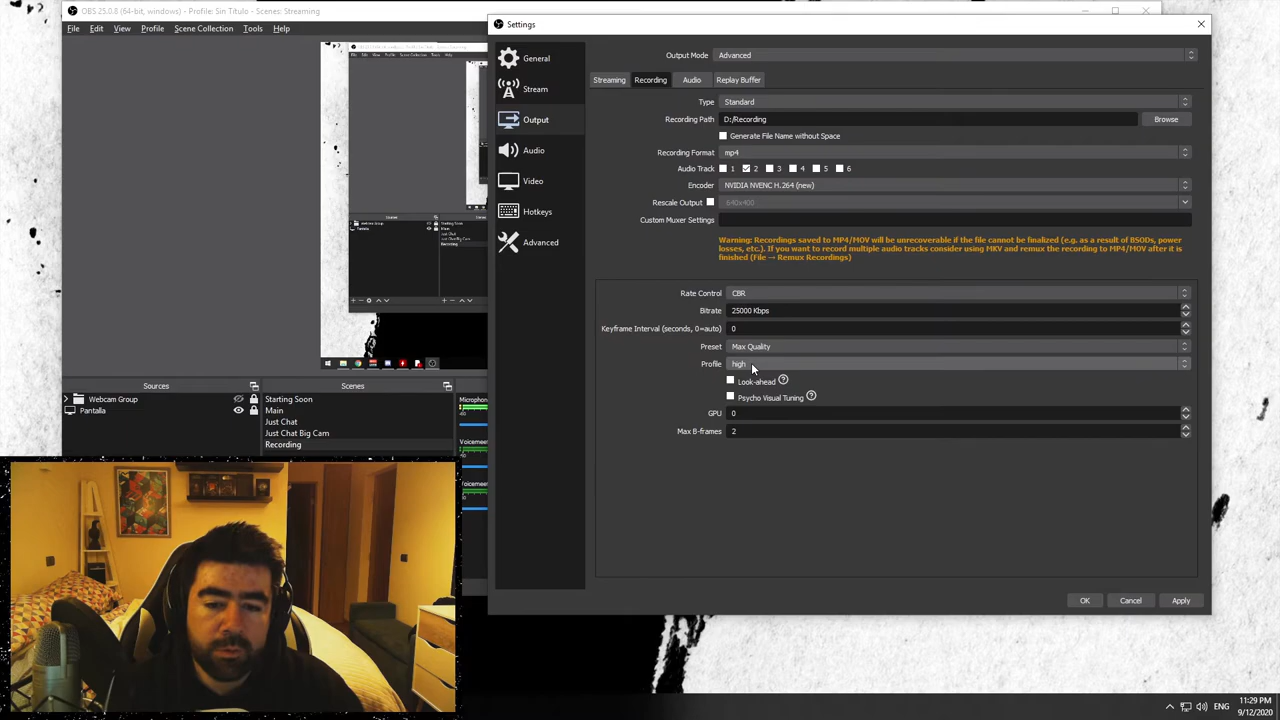 OBS 25.0.8 (64-bit, windows) - Profile: Sin Título - Scenes: Streaming
File Edit View Profile Scene Collection Tools Help
Sources
Webcam Group
Pantalla
Scenes
Starting Soon
Main
Just Chat
Just Chat Big Cam
Recording
Settings
General
Stream
Output
Audio
Video
Hotkeys
Advanced
Output Mode Advanced
Streaming Recording Audio Replay Buffer
Type Standard
Recording Path D:/Recording Browse
Generate File Name without Space
Recording Format mp4
Audio Track 1 2 3 4 5 6
Encoder NVIDIA NVENC H.264 (new)
Rescale Output 640x400
Custom Muxer Settings
Warning: Recordings saved to MP4/MOV will be unrecoverable if the file cannot be finalized (e.g. as a result of BSODs, power
losses, etc.). If you want to record multiple audio tracks consider using MKV and remux the recording to MP4/MOV after it is
finished (File → Remux Recordings)
Rate Control CBR
Bitrate 25000 Kbps
Keyframe Interval (seconds, 0=auto) 0
Preset Max Quality
Profile high
Look-ahead ?
Psycho Visual Tuning ?
GPU 0
Max B-frames 2
OK Cancel Apply
ENG
11:29 PM
9/12/2020